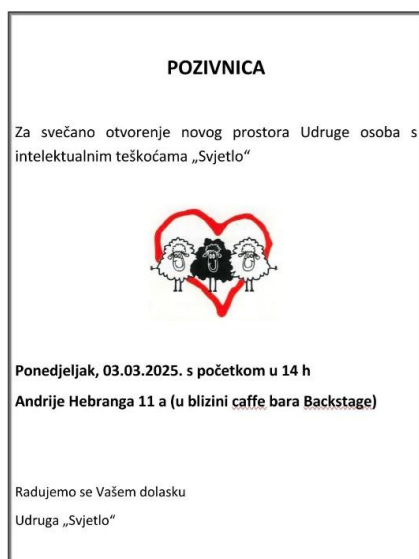 POZIVNICA
Za svečano otvorenje novog prostora Udruge osoba s
intelektualnim teškoćama „Svjetlo“
Ponedjeljak, 03.03.2025. s početkom u 14 h
Andrije Hebranga 11 a (u blizini caffe bara Backstage)
Radujemo se Vašem dolasku
Udruga „Svjetlo“